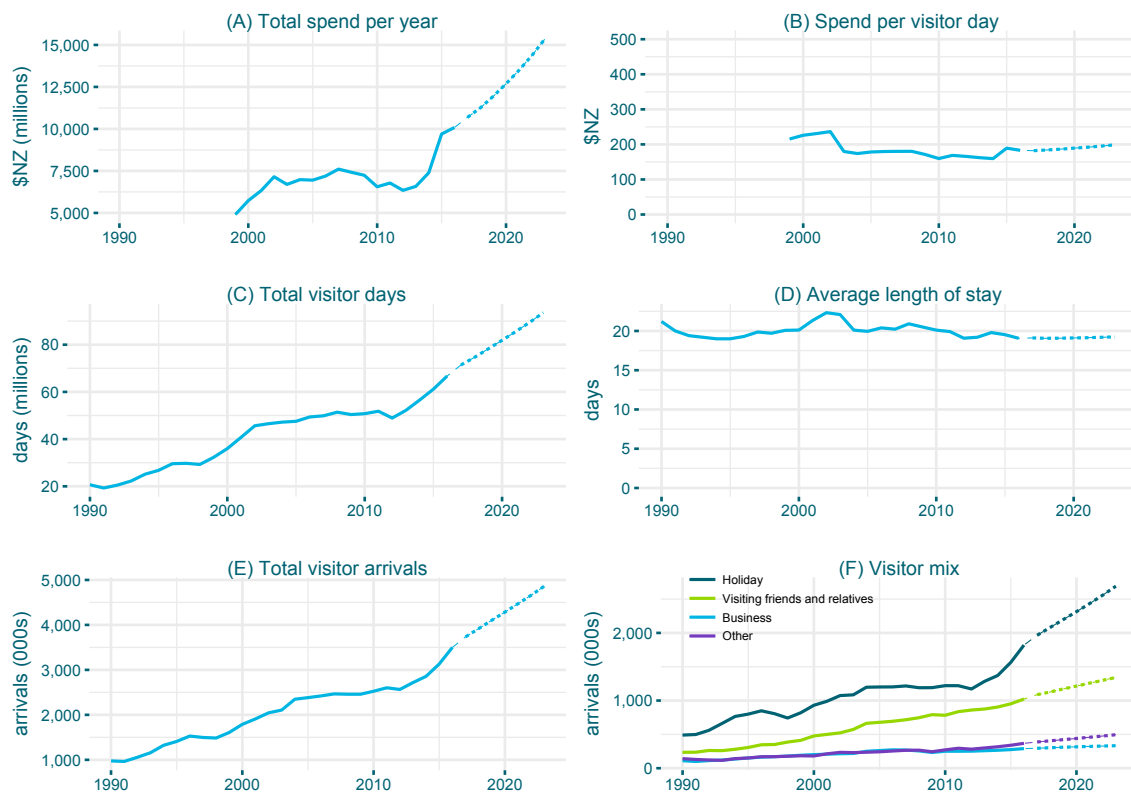 (A) Total spend per year
$NZ (millions)
15,000
12,500
10,000
7,500
5,000
1990 2000 2010 2020
(B) Spend per visitor day
$NZ
500
400
300
200
100
0
1990 2000 2010 2020
(C) Total visitor days
days (millions)
80
60
40
20
1990 2000 2010 2020
(D) Average length of stay
days
20
15
10
5
0
1990 2000 2010 2020
(E) Total visitor arrivals
arrivals (000s)
5,000
4,000
3,000
2,000
1,000
1990 2000 2010 2020
(F) Visitor mix
Holiday
Visiting friends and relatives
Business
Other
arrivals (000s)
2,000
1,000
0
1990 2000 2010 2020